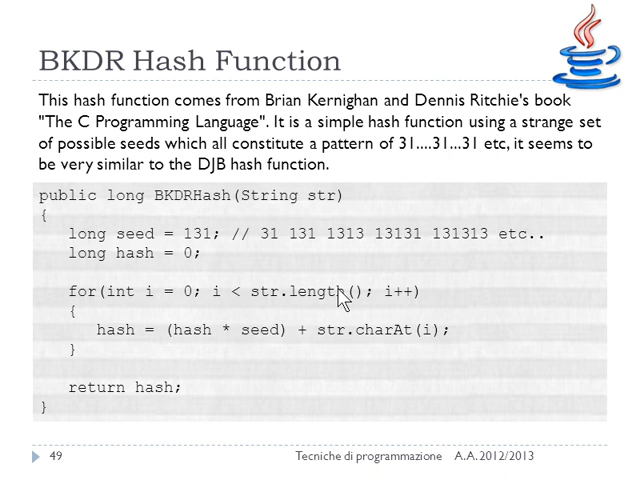 BKDR Hash Function
This hash function comes from Brian Kernighan and Dennis Ritchie's book
"The C Programming Language". It is a simple hash function using a strange set
of possible seeds which all constitute a pattern of 31....31...31 etc, it seems to
be very similar to the DJB hash function.
public long BKDRHash(String str)
{
long seed = 131; // 31 131 1313 13131 131313 etc..
long hash = 0;
for(int i = 0; i < str.length(); i++)
{
hash = (hash * seed) + str.charAt(i);
}
return hash;
}
49 Tecniche di programmazione A.A. 2012/2013